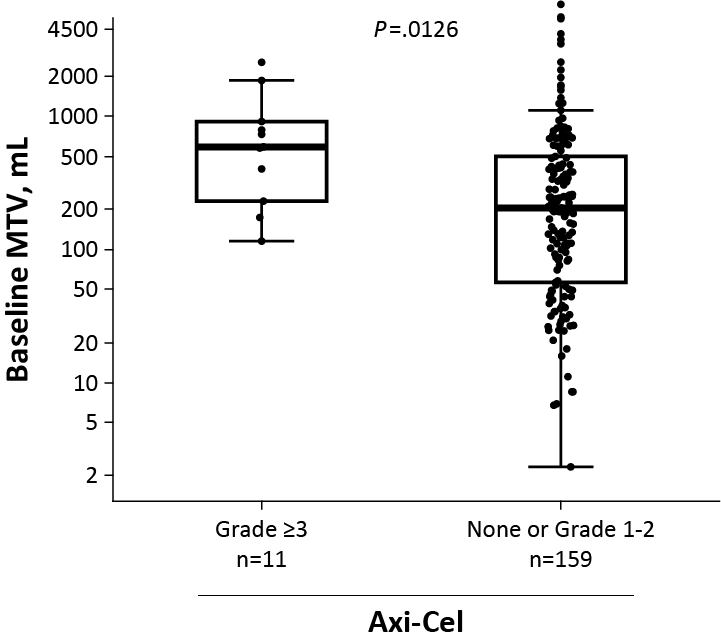 P=.0126
Baseline MTV, mL
4500
2000
1000
500
200
100
50
20
10
5
2
Grade ≥3
n=11
None or Grade 1-2
n=159
Axi-Cel